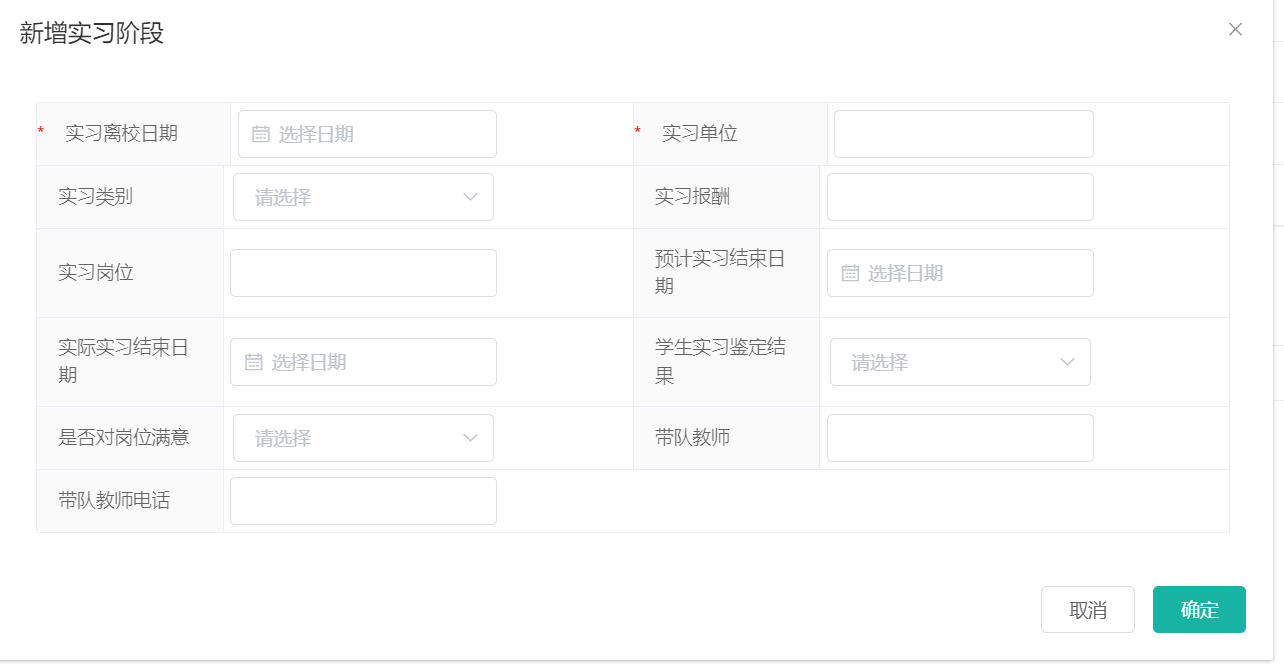 新增实习阶段
* 实习离校日期 选择日期 * 实习单位
实习类别 请选择 实习报酬
实习岗位 预计实习结束日
期 选择日期
实际实习结束日
期 选择日期 学生实习鉴定结
果 请选择
是否对岗位满意 请选择 带队教师
带队教师电话
取消 确定